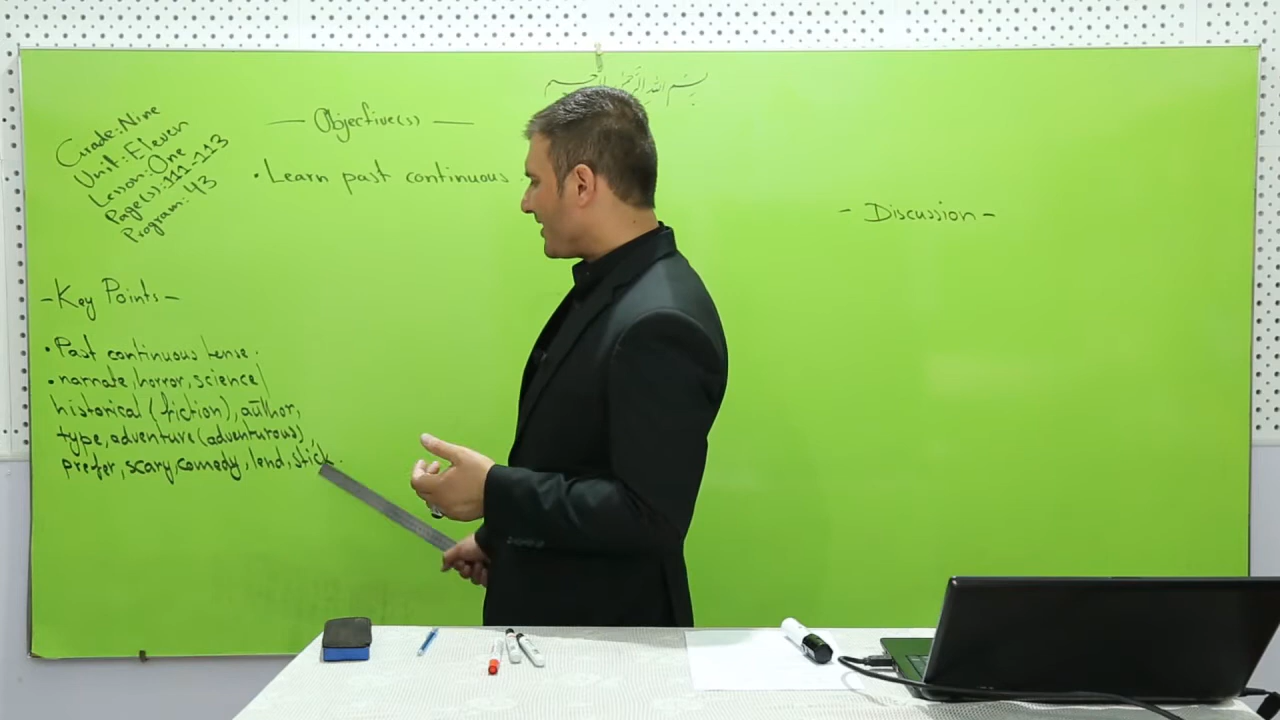 بسم الله الرحمن الرحیم
Grade: Nine
Unit: Eleven
Lesson: One
Page(s): 111-113
Program: 43
— Objective(s) —
• Learn past continuous
- Discussion -
- Key Points -
• Past continuous tense.
• narrate, horror, science/
historical (fiction), author,
type, adventure (adventurous),
prefer, scary, comedy, lend, stick.